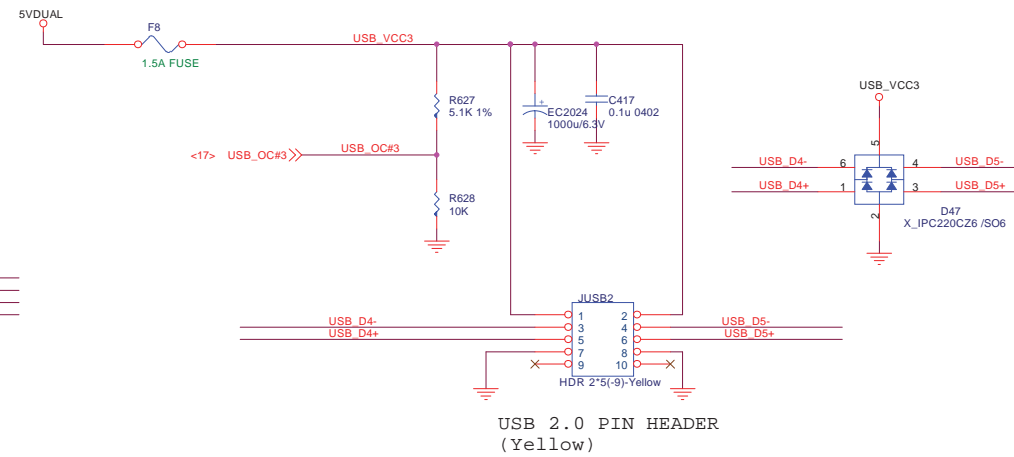 5VDUAL
F8
USB_VCC3
1.5A FUSE
R627
5.1K 1%
EC2024
1000u/6.3V
+
C417
0.1u 0402
USB_VCC3
<17> USB_OC#3
USB_OC#3
5
USB_D4-
6
4
USB_D5-
USB_D4+
1
3
USB_D5+
R628
10K
2
D47
X_IPC220CZ6 /SO6
JUSB2
1 2
USB_D4-
3 4
USB_D5-
USB_D4+
5 6
USB_D5+
7 8
9 10
HDR 2*5(-9)-Yellow
USB 2.0 PIN HEADER
(Yellow)